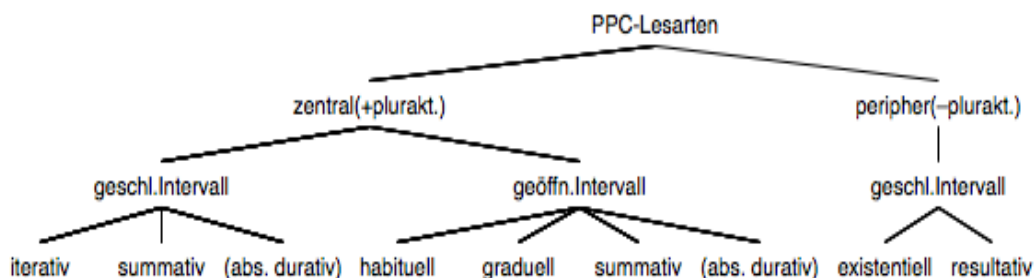 PPC-Lesarten
zentral(+plurakt.) peripher(–plurakt.)
geschl.Intervall geöffn.Intervall geschl.Intervall
iterativ summativ (abs. durativ) habituell graduell summativ (abs. durativ) existentiell resultativ